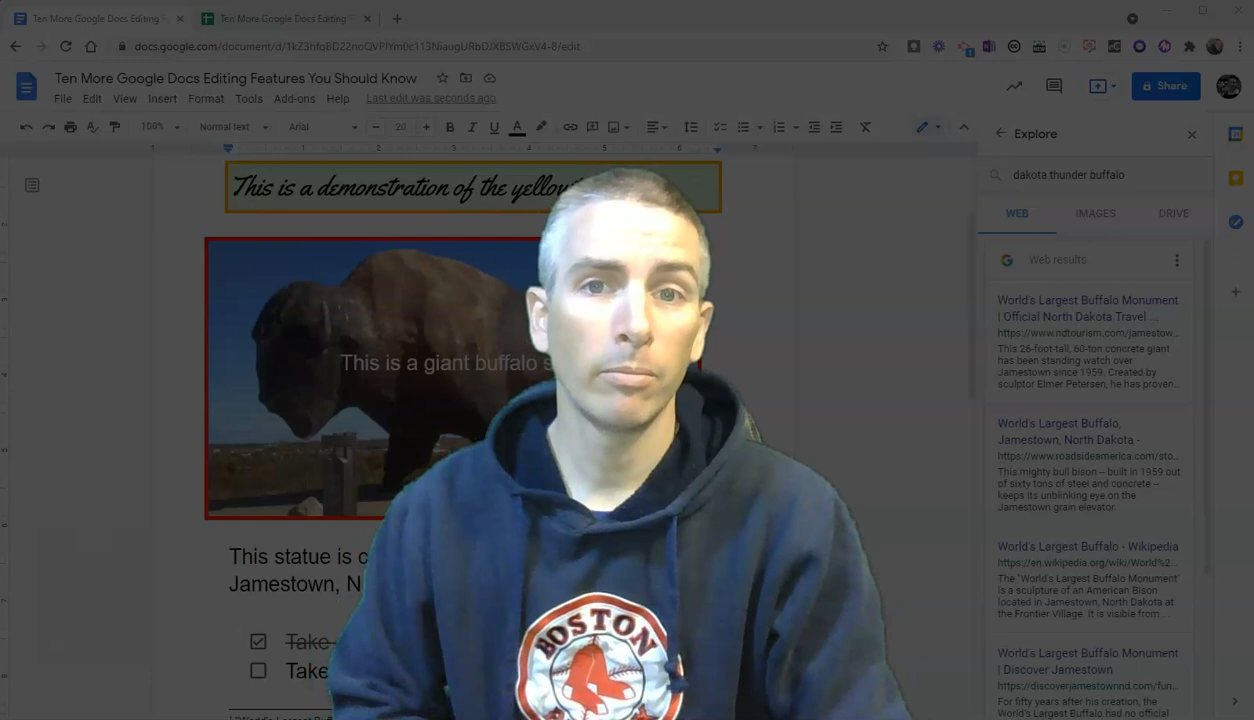 Ten More Google Docs Editing
Ten More Google Docs Editing
docs.google.com/document/d/1kZ3hfqBD22noQVPiYm0c113NiaugURbDJXBSWGxV4-8/edit
Ten More Google Docs Editing Features You Should Know
File Edit View Insert Format Tools Add-ons Help Last edit was seconds ago
Share
100% Normal text Arial 20
This is a demonstration of the
This is a giant buffalo
This statue is
Jamestown, N
Take
Take
Explore
dakota thunder buffalo
WEB IMAGES DRIVE
Web results
World's Largest Buffalo Monument
| Official North Dakota Travel ...
https://www.ndtourism.com/jamestow...
This 26-foot-tall, 60-ton concrete giant
has been standing watch over
Jamestown since 1959. Created by
sculptor Elmer Petersen, he has proven...
World's Largest Buffalo,
Jamestown, North Dakota -
https://www.roadsideamerica.com/sto...
This mighty bull bison -- built in 1959 out
of sixty tons of steel and concrete --
keeps its unblinking eye on the
Jamestown grain elevator.
World's Largest Buffalo - Wikipedia
https://en.wikipedia.org/wiki/World%2...
The "World's Largest Buffalo Monument"
is a sculpture of an American Bison
located in Jamestown, North Dakota at
the Frontier Village. It is visible from ...
World's Largest Buffalo Monument
| Discover Jamestown
https://discoverjamestownnd.com/fun...
For fifty years after his creation, the
World's Largest Buffalo had no official
BOSTON